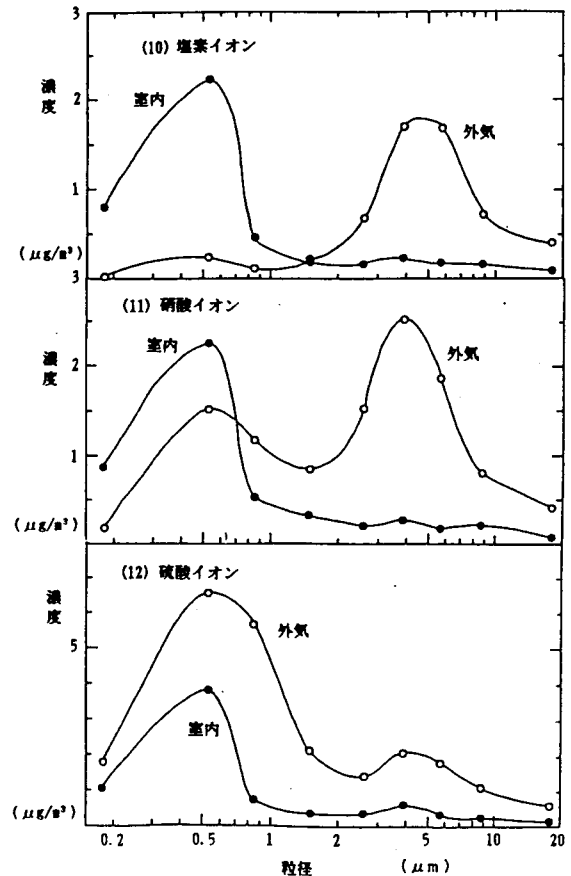 3
(10) 塩素イオン
濃度
室内
外気
2
1
(μg/m³)
3
(11) 硝酸イオン
濃度
室内
外気
2
1
(μg/m³)
(12) 硫酸イオン
濃度
外気
5
室内
(μg/m³)
0.2 0.5 1 2 5 10 20
粒径 (μm)